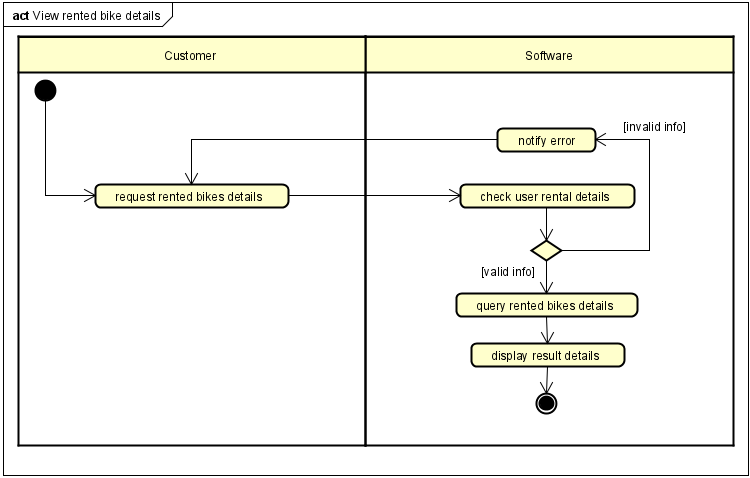 act View rented bike details
Customer
Software
[invalid info]
notify error
request rented bikes details
check user rental details
[valid info]
query rented bikes details
display result details